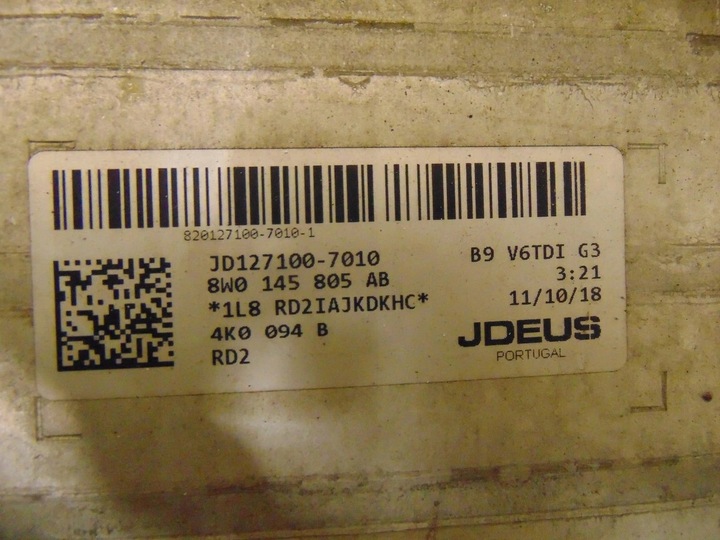 820127100-7010-1
JD127100-7010
8W0 145 805 AB
*1L8 RD2IAJKDKHC*
4K0 094 B
RD2
B9 V6TDI G3
3:21
11/10/18
JDEUS
PORTUGAL